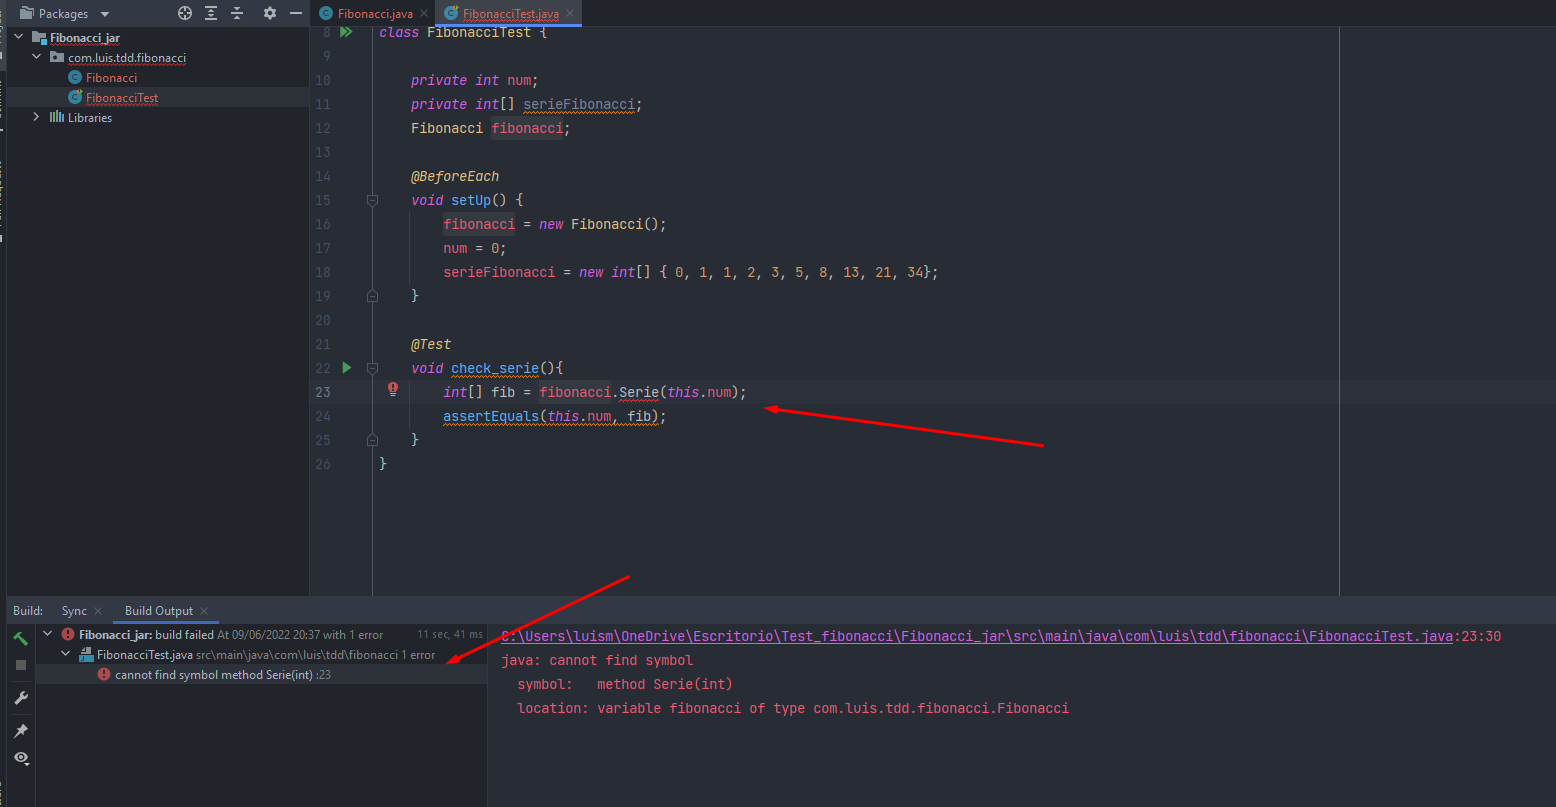 Packages
Fibonacci.java
FibonacciTest.java
Fibonacci_jar
com.luis.tdd.fibonacci
Fibonacci
FibonacciTest
Libraries
8 class FibonacciTest {
9
10 private int num;
11 private int[] serieFibonacci;
12 Fibonacci fibonacci;
13
14 @BeforeEach
15 void setUp() {
16 fibonacci = new Fibonacci();
17 num = 0;
18 serieFibonacci = new int[] { 0, 1, 1, 2, 3, 5, 8, 13, 21, 34};
19 }
20
21 @Test
22 void check_serie(){
23 int[] fib = fibonacci.Serie(this.num);
24 assertEquals(this.num, fib);
25 }
26 }
Build: Sync Build Output
Fibonacci_jar: build failed At 09/06/2022 20:37 with 1 error 11 sec, 41 ms
FibonacciTest.java src\main\java\com\luis\tdd\fibonacci 1 error
cannot find symbol method Serie(int) :23
C:\Users\luism\OneDrive\Escritorio\Test_fibonacci\Fibonacci_jar\src\main\java\com\luis\tdd\fibonacci\FibonacciTest.java:23:30
java: cannot find symbol
symbol: method Serie(int)
location: variable fibonacci of type com.luis.tdd.fibonacci.Fibonacci